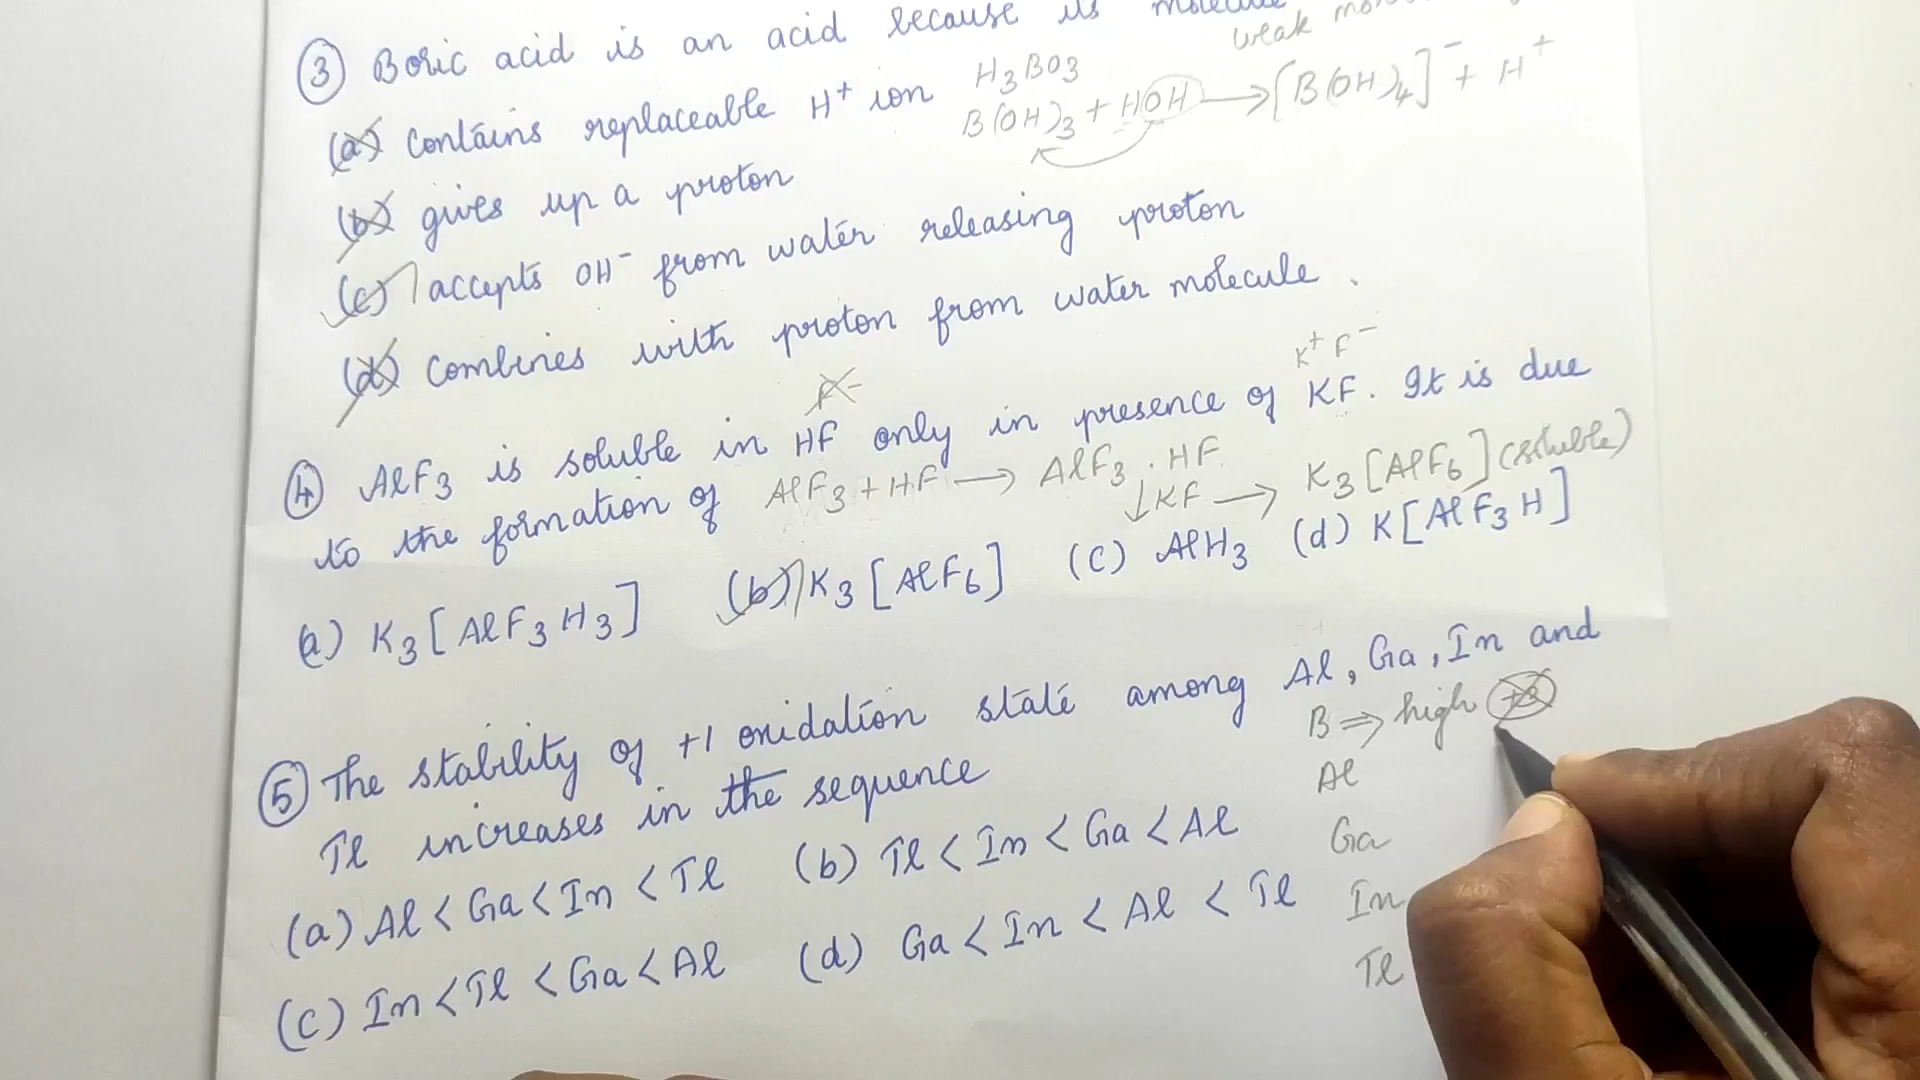 ③ Boric acid is an acid because its
weak
(a) contains replaceable H⁺ ion H₃BO₃
B(OH)₃ + HOH → [B(OH)₄]⁻ + H⁺
(b) gives up a proton
(c) accepts OH⁻ from water releasing proton
(d) combines with proton from water molecule.
K⁺ F⁻
④ AlF₃ is soluble in HF only in presence of KF. It is due
to the formation of AlF₃ + HF → AlF₃ . HF
↓KF → K₃[AlF₆] (soluble)
(a) K₃[AlF₃H₃] (b) K₃[AlF₆] (c) AlH₃ (d) K[AlF₃H]
⑤ The stability of +1 oxidation state among Al, Ga, In and
Tl increases in the sequence
B ⇒ high +3
Al
Ga
In
Tl
(a) Al < Ga < In < Tl (b) Tl < In < Ga < Al
(c) In < Tl < Ga < Al (d) Ga < In < Al < Tl